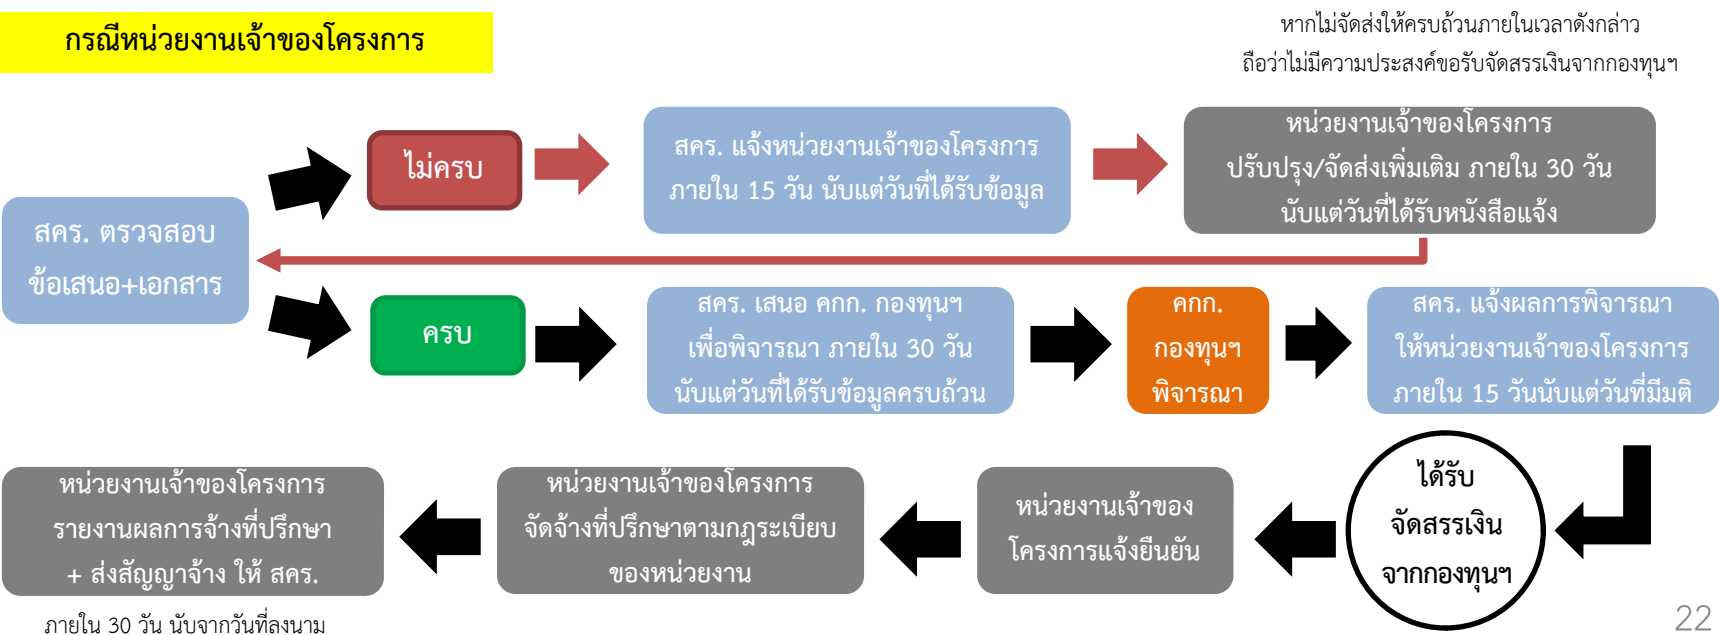 กรณีหน่วยงานเจ้าของโครงการ
หากไม่จัดส่งให้ครบถ้วนภายในเวลาดังกล่าว
ถือว่าไม่มีความประสงค์ขอรับจัดสรรเงินจากกองทุนฯ
สคร. ตรวจสอบ
ข้อเสนอ+เอกสาร
ไม่ครบ
สคร. แจ้งหน่วยงานเจ้าของโครงการ
ภายใน 15 วัน นับแต่วันที่ได้รับข้อมูล
หน่วยงานเจ้าของโครงการ
ปรับปรุง/จัดส่งเพิ่มเติม ภายใน 30 วัน
นับแต่วันที่ได้รับหนังสือแจ้ง
ครบ
สคร. เสนอ คกก. กองทุนฯ
เพื่อพิจารณา ภายใน 30 วัน
นับแต่วันที่ได้รับข้อมูลครบถ้วน
คกก.
กองทุนฯ
พิจารณา
สคร. แจ้งผลการพิจารณา
ให้หน่วยงานเจ้าของโครงการ
ภายใน 15 วันนับแต่วันที่มีมติ
ได้รับ
จัดสรรเงิน
จากกองทุนฯ
หน่วยงานเจ้าของ
โครงการแจ้งยืนยัน
หน่วยงานเจ้าของโครงการ
จัดจ้างที่ปรึกษาตามกฎระเบียบ
ของหน่วยงาน
หน่วยงานเจ้าของโครงการ
รายงานผลการจ้างที่ปรึกษา
+ ส่งสัญญาจ้าง ให้ สคร.
ภายใน 30 วัน นับจากวันที่ลงนาม
22